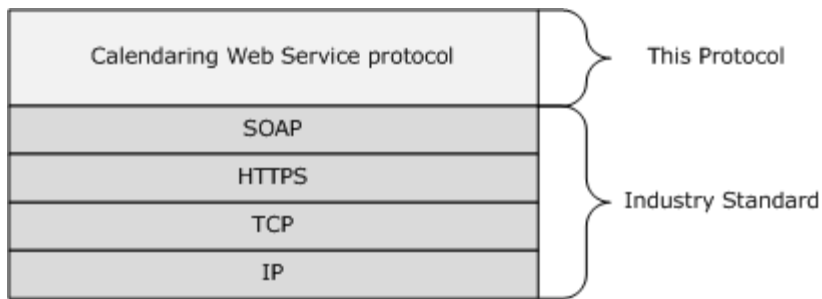 Calendaring Web Service protocol
This Protocol
SOAP
HTTPS
TCP
IP
Industry Standard